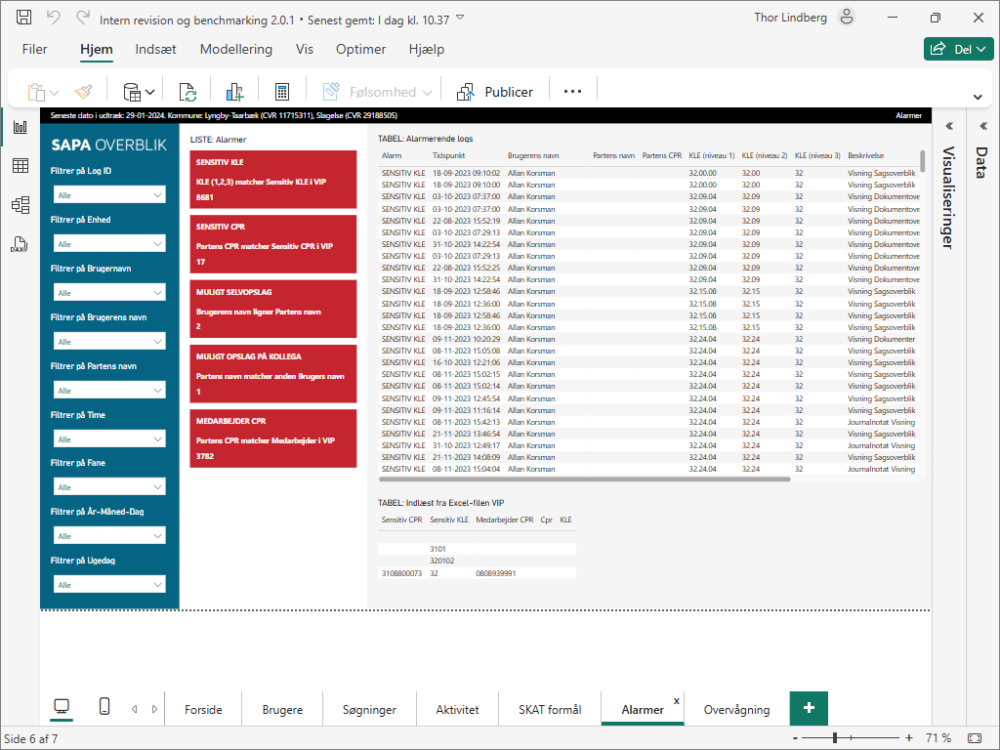 Intern revision og benchmarking 2.0.1 • Senest gemt: I dag kl. 10.37
Thor Lindberg
Filer Hjem Indsæt Modellering Vis Optimer Hjælp
Del
Følsomhed
Publicer
Seneste dato i udtræk: 29-01-2024. Kommune: Lyngby-Taarbæk (CVR 11715311), Slagelse (CVR 29188505)
Alarmer
SAPA OVERBLIK
Filtrer på Log ID
Alle
Filtrer på Enhed
Alle
Filtrer på Brugernavn
Alle
Filtrer på Brugerens navn
Alle
Filtrer på Partens navn
Alle
Filtrer på Time
Alle
Filtrer på Fane
Alle
Filtrer på År-Måned-Dag
Alle
Filtrer på Ugedag
Alle
LISTE: Alarmer
SENSITIV KLE
KLE (1,2,3) matcher Sensitiv KLE i VIP
8681
SENSITIV CPR
Partens CPR matcher Sensitiv CPR i VIP
17
MULIGT SELVOPSLAG
Brugerens navn ligner Partens navn
2
MULIGT OPSLAG PÅ KOLLEGA
Partens navn matcher anden Brugers navn
1
MEDARBEJDER CPR
Partens CPR matcher Medarbejder i VIP
3782
TABEL: Alarmerende logs
Alarm Tidspunkt Brugerens navn Partens navn Partens CPR KLE (niveau 1) KLE (niveau 2) KLE (niveau 3) Beskrivelse
SENSITIV KLE 18-09-2023 09:10:02 Allan Korsman 32.00.00 32.00 32 Visning Sagsoverblik
SENSITIV KLE 18-09-2023 09:10:00 Allan Korsman 32.00.00 32.00 32 Visning Sagsoverblik
SENSITIV KLE 03-10-2023 07:37:00 Allan Korsman 32.09.04 32.09 32 Visning Dokumentove
SENSITIV KLE 03-10-2023 07:37:00 Allan Korsman 32.09.04 32.09 32 Visning Dokumentove
SENSITIV KLE 22-08-2023 15:52:19 Allan Korsman 32.09.04 32.09 32 Visning Dokumentove
SENSITIV KLE 03-10-2023 07:29:13 Allan Korsman 32.09.04 32.09 32 Visning Dokumentove
SENSITIV KLE 31-10-2023 14:22:54 Allan Korsman 32.09.04 32.09 32 Visning Dokumentove
SENSITIV KLE 03-10-2023 07:29:13 Allan Korsman 32.09.04 32.09 32 Visning Dokumentove
SENSITIV KLE 22-08-2023 15:52:25 Allan Korsman 32.09.04 32.09 32 Visning Dokumentove
SENSITIV KLE 31-10-2023 14:22:54 Allan Korsman 32.09.04 32.09 32 Visning Dokumentove
SENSITIV KLE 18-09-2023 12:58:46 Allan Korsman 32.15.08 32.15 32 Visning Sagsoverblik
SENSITIV KLE 18-09-2023 12:36:00 Allan Korsman 32.15.08 32.15 32 Visning Sagsoverblik
SENSITIV KLE 18-09-2023 12:58:46 Allan Korsman 32.15.08 32.15 32 Visning Sagsoverblik
SENSITIV KLE 18-09-2023 12:36:00 Allan Korsman 32.15.08 32.15 32 Visning Sagsoverblik
SENSITIV KLE 09-11-2023 10:20:29 Allan Korsman 32.24.04 32.24 32 Visning Dokumenter
SENSITIV KLE 08-11-2023 15:05:08 Allan Korsman 32.24.04 32.24 32 Visning Sagsoverblik
SENSITIV KLE 16-10-2023 12:21:06 Allan Korsman 32.24.04 32.24 32 Visning Sagsoverblik
SENSITIV KLE 08-11-2023 15:02:15 Allan Korsman 32.24.04 32.24 32 Visning Sagsoverblik
SENSITIV KLE 08-11-2023 15:02:14 Allan Korsman 32.24.04 32.24 32 Visning Sagsoverblik
SENSITIV KLE 09-11-2023 12:45:54 Allan Korsman 32.24.04 32.24 32 Visning Sagsoverblik
SENSITIV KLE 09-11-2023 11:16:14 Allan Korsman 32.24.04 32.24 32 Visning Sagsoverblik
SENSITIV KLE 08-11-2023 15:42:13 Allan Korsman 32.24.04 32.24 32 Journalnotat Visning
SENSITIV KLE 21-11-2023 13:46:54 Allan Korsman 32.24.04 32.24 32 Visning Sagsoverblik
SENSITIV KLE 31-10-2023 12:49:17 Allan Korsman 32.24.04 32.24 32 Journalnotat Visning
SENSITIV KLE 21-11-2023 14:08:09 Allan Korsman 32.24.04 32.24 32 Visning Sagsoverblik
SENSITIV KLE 08-11-2023 15:04:04 Allan Korsman 32.24.04 32.24 32 Journalnotat Visning
TABEL: Indlæst fra Excel-filen VIP
Sensitiv CPR Sensitiv KLE Medarbejder CPR Cpr KLE
3101
320102
3108800073 32 0808939991
Visualiseringer
Data
DAX
Forside Brugere Søgninger Aktivitet SKAT formål Alarmer x Overvågning +
Side 6 af 7
- + 71 %